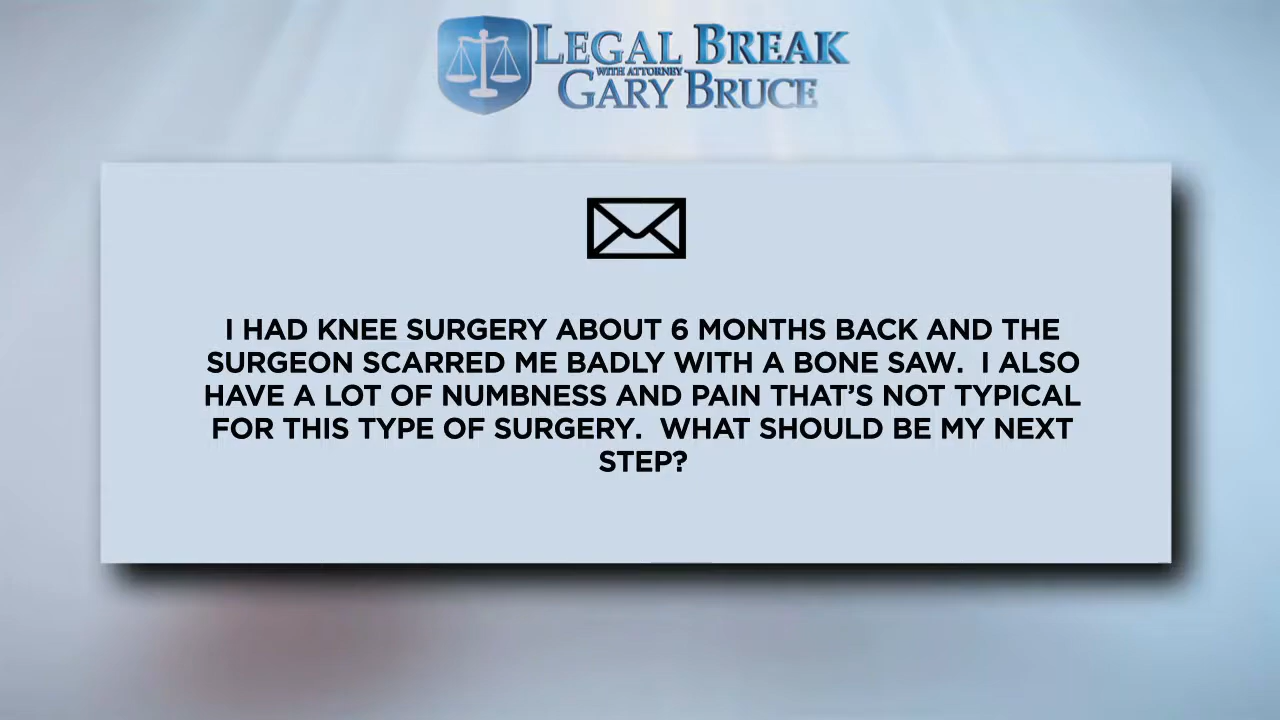 LEGAL BREAK
WITH ATTORNEY
GARY BRUCE
I HAD KNEE SURGERY ABOUT 6 MONTHS BACK AND THE
SURGEON SCARRED ME BADLY WITH A BONE SAW.  I ALSO
HAVE A LOT OF NUMBNESS AND PAIN THAT’S NOT TYPICAL
FOR THIS TYPE OF SURGERY.  WHAT SHOULD BE MY NEXT
STEP?